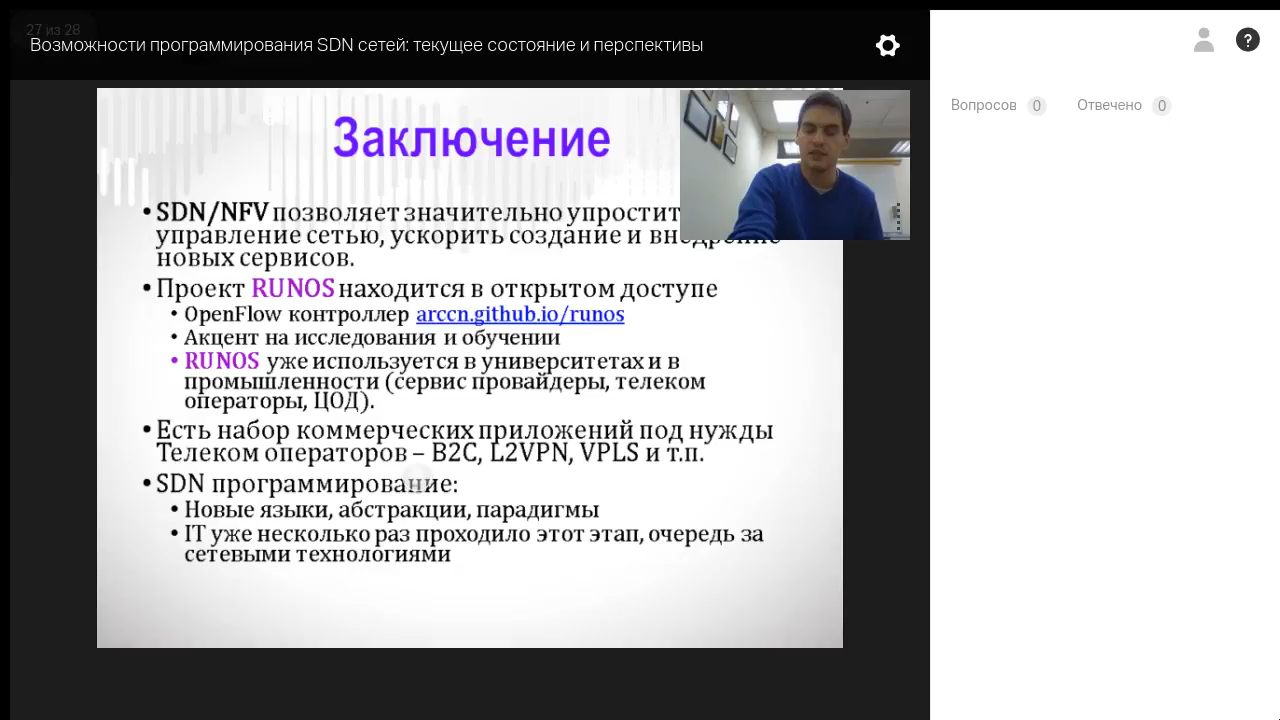 27 из 28
Возможности программирования SDN сетей: текущее состояние и перспективы
Вопросов 0 Отвечено 0
Заключение
• SDN/NFV позволяет значительно упростит
управление сетью, ускорить создание и внедрение
новых сервисов.
• Проект RUNOS находится в открытом доступе
• OpenFlow контроллер arccn.github.io/runos
• Акцент на исследования и обучении
• RUNOS уже используется в университетах и в
промышленности (сервис провайдеры, телеком
операторы, ЦОД).
• Есть набор коммерческих приложений под нужды
Телеком операторов – B2C, L2VPN, VPLS и т.п.
• SDN программирование:
• Новые языки, абстракции, парадигмы
• IT уже несколько раз проходило этот этап, очередь за
сетевыми технологиями